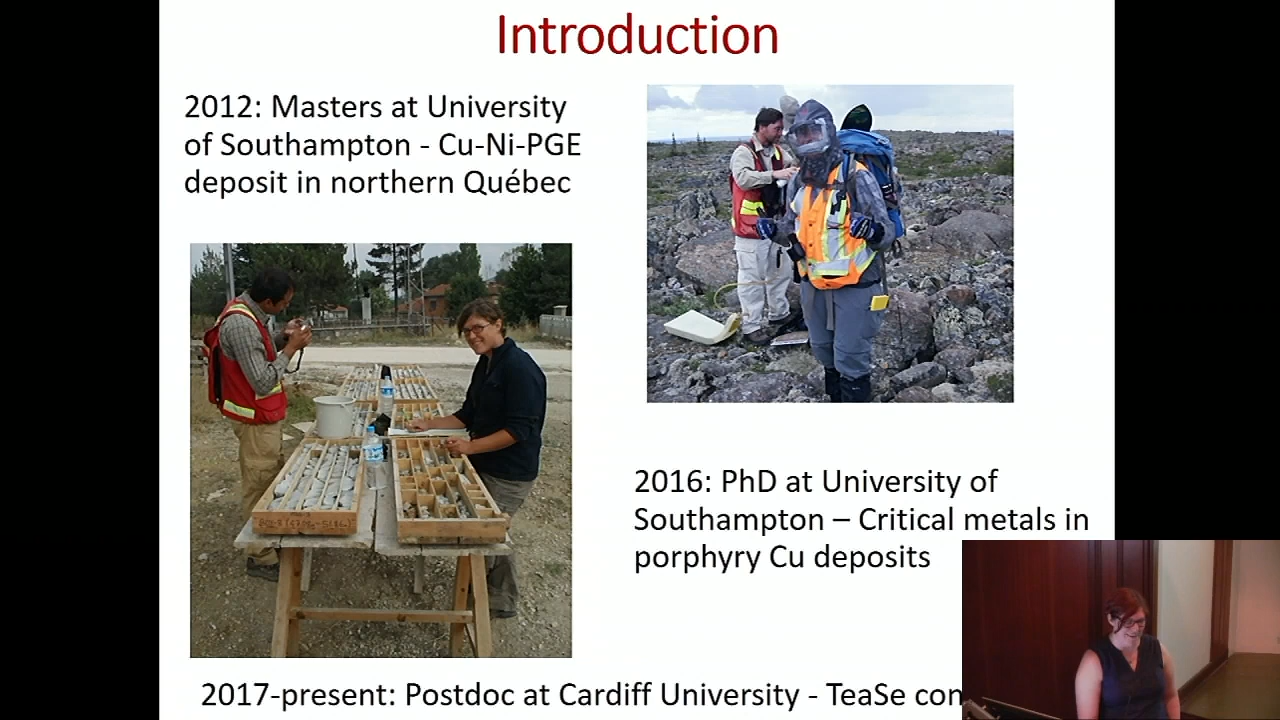 Introduction
2012: Masters at University
of Southampton - Cu-Ni-PGE
deposit in northern Québec
2016: PhD at University of
Southampton – Critical metals in
porphyry Cu deposits
2017-present: Postdoc at Cardiff University - TeaSe con